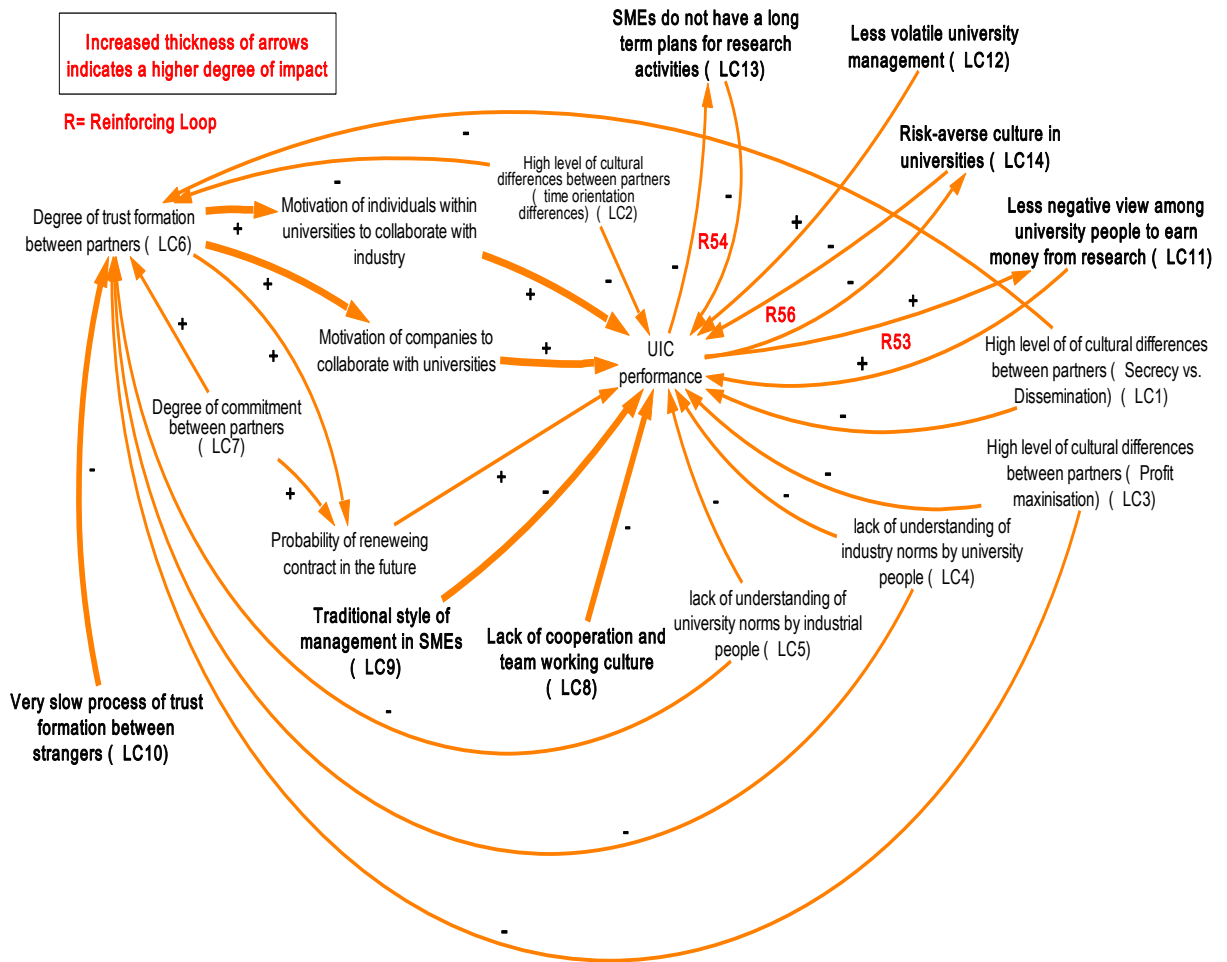 Increased thickness of arrows
indicates a higher degree of impact
R= Reinforcing Loop
SMEs do not have a long
term plans for research
activities ( LC13)
Less volatile university
management ( LC12)
Risk-averse culture in
universities ( LC14)
Less negative view among
university people to earn
money from research ( LC11)
High level of cultural
differences between partners
( time orientation
differences) ( LC2)
Degree of trust formation
between partners ( LC6)
Motivation of individuals within
universities to collaborate with
industry
Motivation of companies to
collaborate with universities
UIC
performance
High level of of cultural differences
between partners ( Secrecy vs.
Dissemination) ( LC1)
Degree of commitment
between partners
( LC7)
High level of cultural differences
between partners ( Profit
maxinisation) ( LC3)
Probability of reneweing
contract in the future
lack of understanding of
industry norms by university
people ( LC4)
lack of understanding of
university norms by industrial
people ( LC5)
Traditional style of
management in SMEs
( LC9)
Lack of cooperation and
team working culture
( LC8)
Very slow process of trust
formation between
strangers ( LC10)
R54
R56
R53
-
-
+
+
+
+
+
-
+
+
+
-
-
-
-
+
-
-
+
+
-
-
-
-
-
-
-
-
-